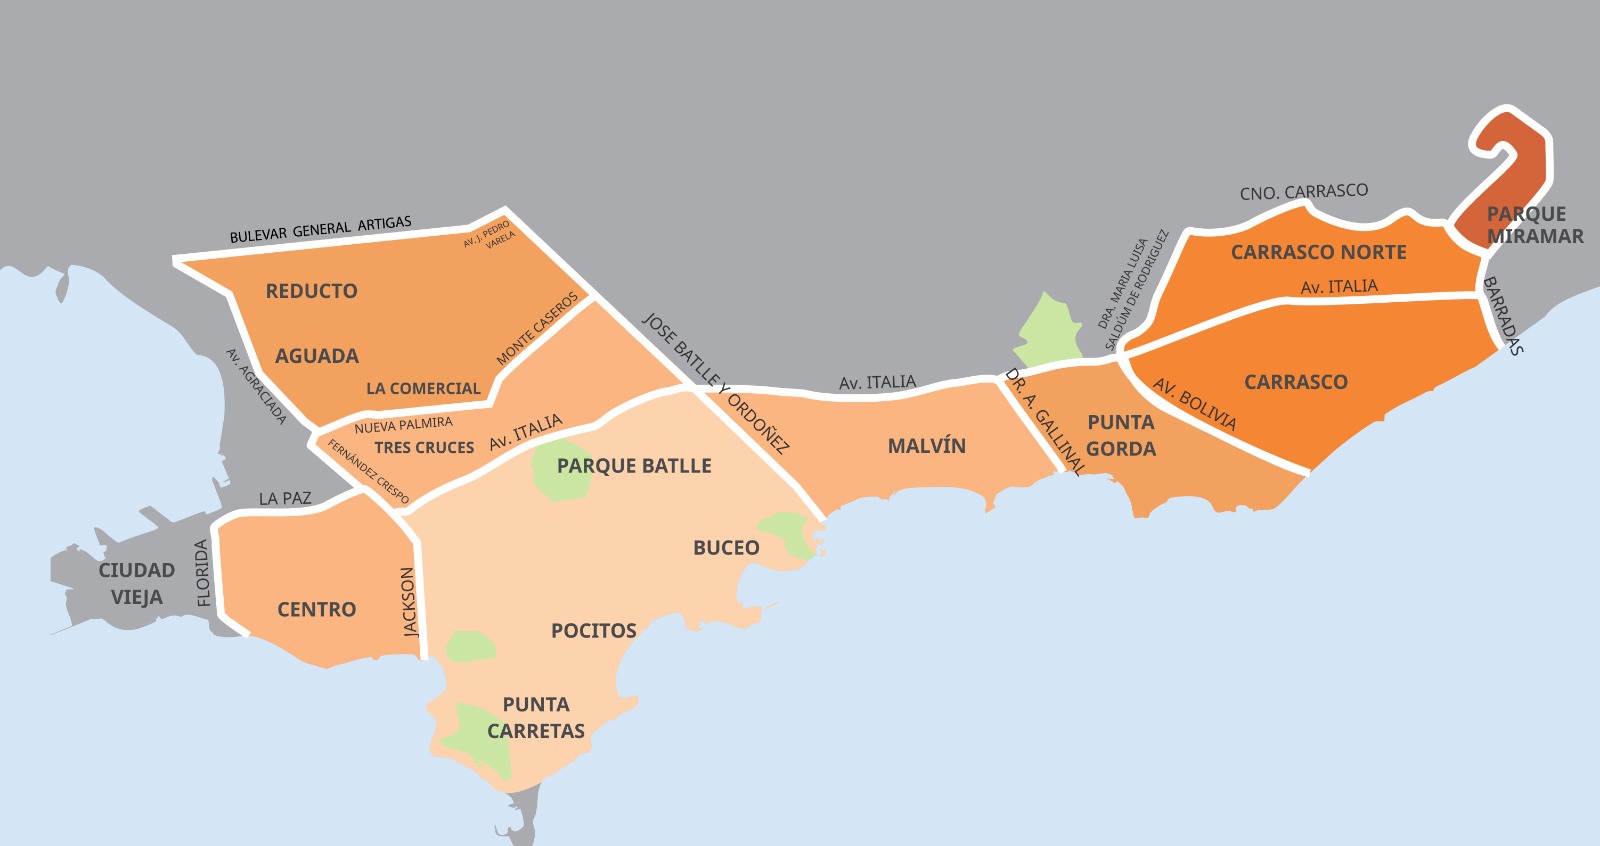 CNO. CARRASCO
PARQUE
MIRAMAR
BULEVAR GENERAL ARTIGAS
AV. J. PEDRO
VARELA
DRA. MARIA LUISA
SALDÚM DE RODRIGUEZ
CARRASCO NORTE
REDUCTO
Av. ITALIA
BARRADAS
MONTE CASEROS
JOSE BATLLE Y ORDOÑEZ
AGUADA
Av. AGRACIADA
LA COMERCIAL
Av. ITALIA
DR. A. GALLINAL
AV. BOLIVIA
CARRASCO
NUEVA PALMIRA
Av. ITALIA
PUNTA
GORDA
TRES CRUCES
MALVÍN
FERNÁNDEZ CRESPO
PARQUE BATLLE
LA PAZ
BUCEO
CIUDAD
VIEJA
FLORIDA
CENTRO
JACKSON
POCITOS
PUNTA
CARRETAS